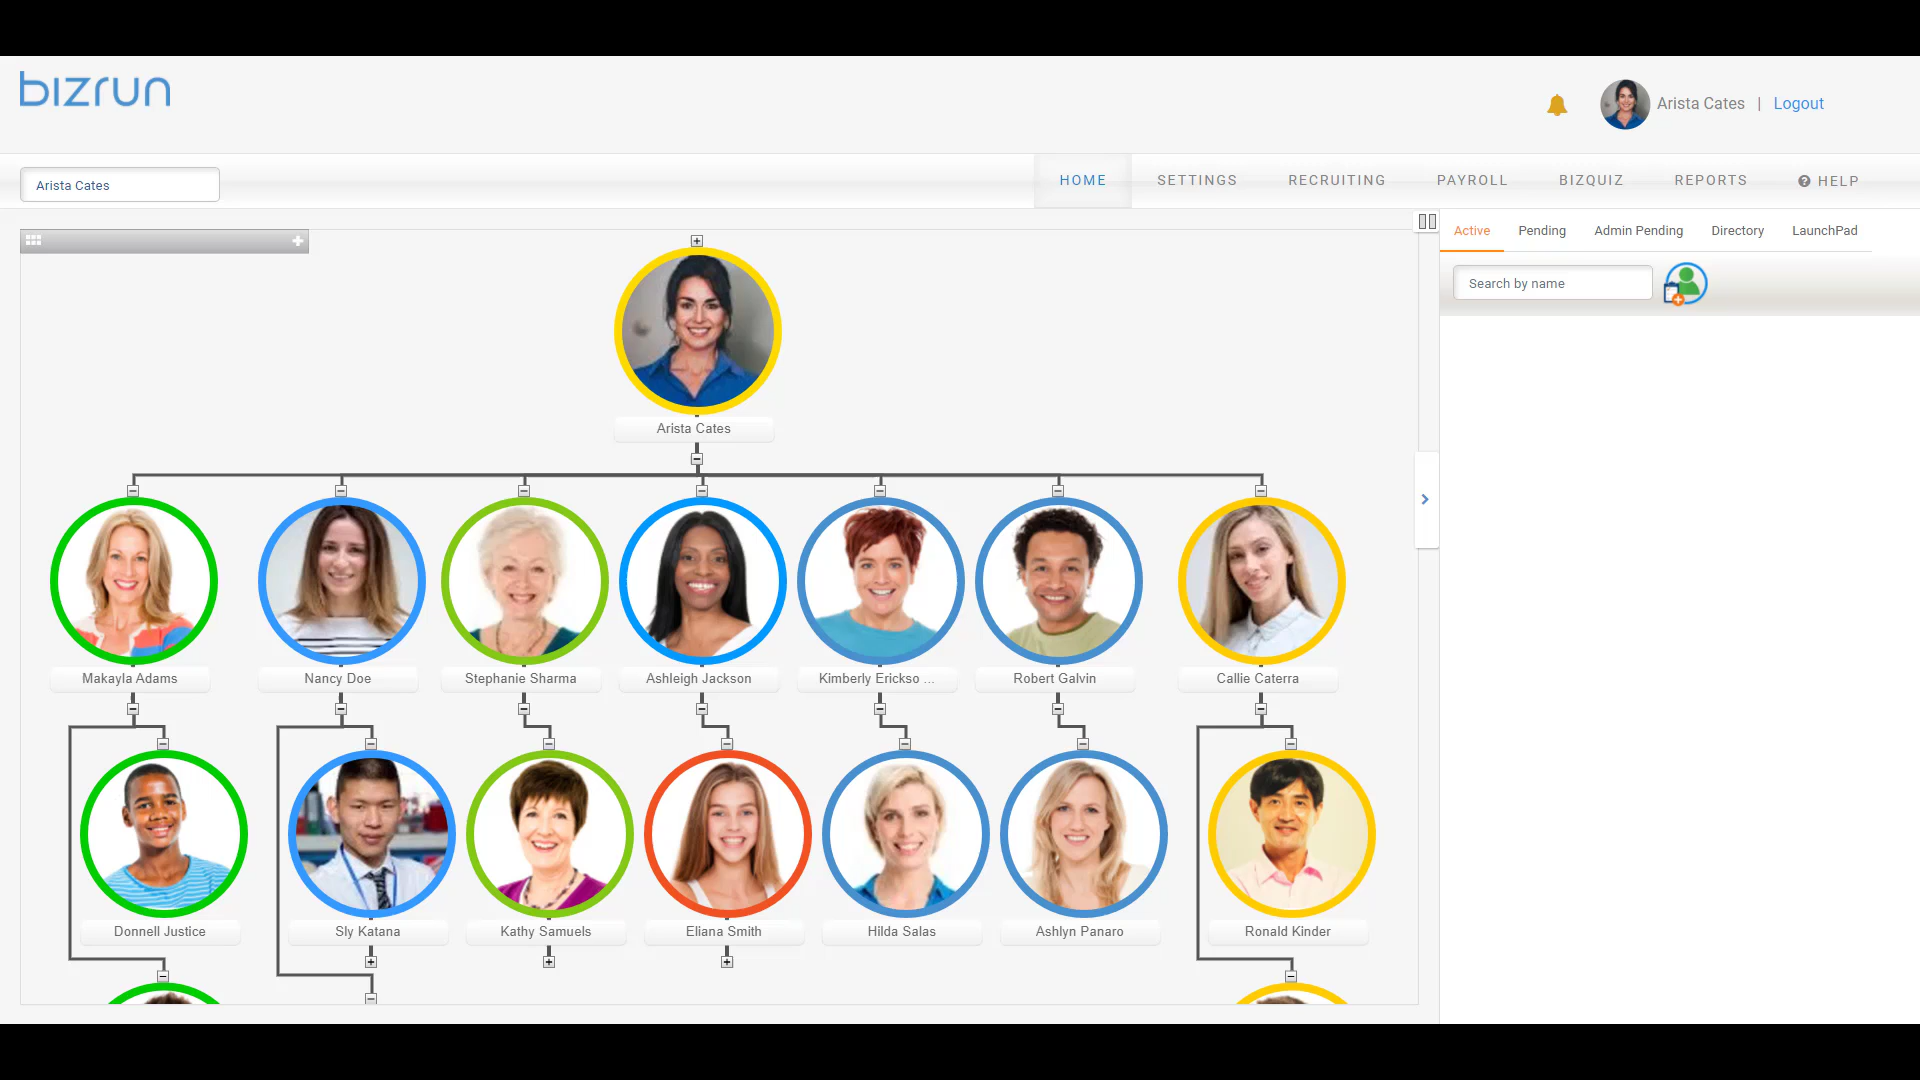 bizrun
Arista Cates | Logout
Arista Cates
HOME SETTINGS RECRUITING PAYROLL BIZQUIZ REPORTS HELP
Active Pending Admin Pending Directory LaunchPad
Search by name
Arista Cates
Makayla Adams Nancy Doe Stephanie Sharma Ashleigh Jackson Kimberly Erickso ... Robert Galvin Callie Caterra
Donnell Justice Sly Katana Kathy Samuels Eliana Smith Hilda Salas Ashlyn Panaro Ronald Kinder